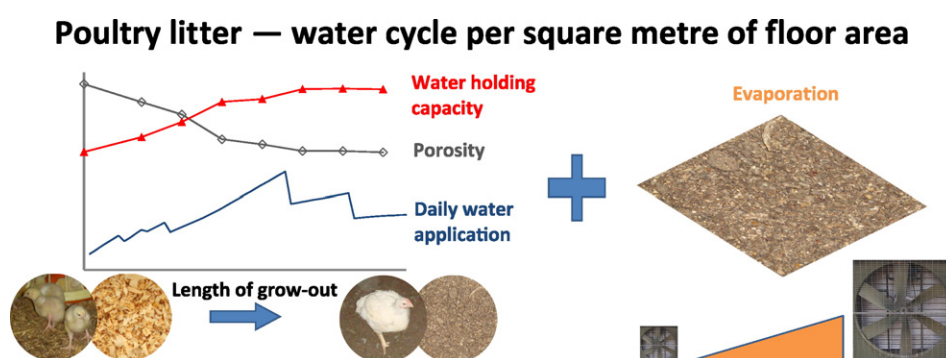 Poultry litter — water cycle per square metre of floor area
Water holding
capacity
Porosity
Daily water
application
Evaporation
Length of grow-out